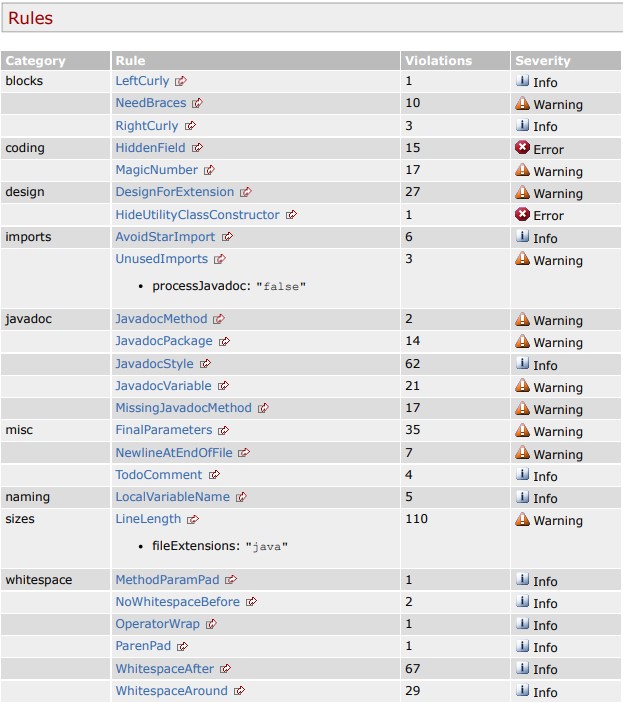 Rules
Category Rule Violations Severity
blocks LeftCurly 1 Info
NeedBraces 10 Warning
RightCurly 3 Info
coding HiddenField 15 Error
MagicNumber 17 Warning
design DesignForExtension 27 Warning
HideUtilityClassConstructor 1 Error
imports AvoidStarImport 6 Info
UnusedImports 3 Warning
• processJavadoc: "false"
javadoc JavadocMethod 2 Warning
JavadocPackage 14 Warning
JavadocStyle 62 Info
JavadocVariable 21 Warning
MissingJavadocMethod 17 Warning
misc FinalParameters 35 Warning
NewlineAtEndOfFile 7 Warning
TodoComment 4 Info
naming LocalVariableName 5 Info
sizes LineLength 110 Warning
• fileExtensions: "java"
whitespace MethodParamPad 1 Info
NoWhitespaceBefore 2 Info
OperatorWrap 1 Info
ParenPad 1 Info
WhitespaceAfter 67 Info
WhitespaceAround 29 Info